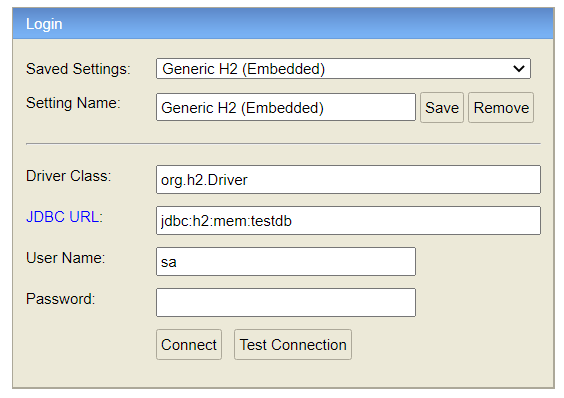 Login
Saved Settings: Generic H2 (Embedded)
Setting Name: Generic H2 (Embedded) Save Remove
Driver Class: org.h2.Driver
JDBC URL: jdbc:h2:mem:testdb
User Name: sa
Password:
Connect Test Connection